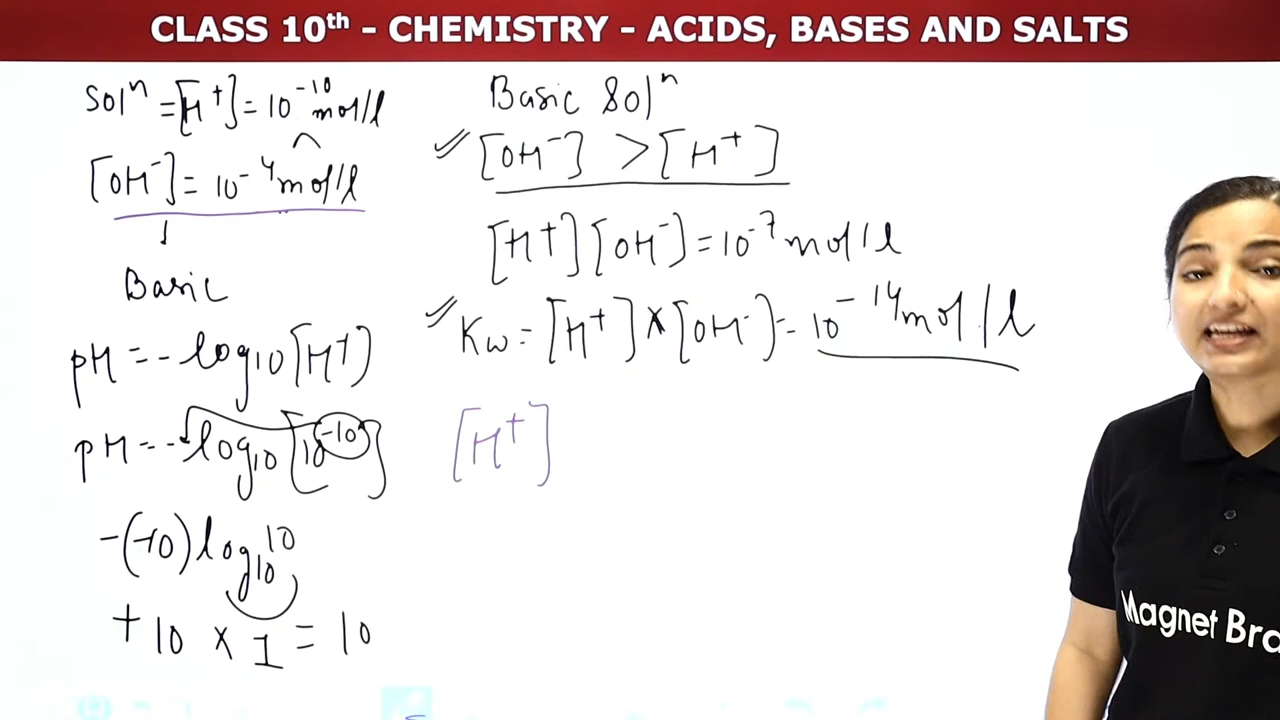 CLASS 10th - CHEMISTRY - ACIDS, BASES AND SALTS
Solⁿ = [H⁺] = 10⁻¹⁰ mol/l
[OH⁻] = 10⁻⁴ mol/l
↓
Basic
pH = -log₁₀[H⁺]
pH = -log₁₀[10⁻¹⁰]
-(-10) log₁₀10
+10 × 1 = 10
Basic Solⁿ
[OH⁻] > [H⁺]
[H⁺][OH⁻] = 10⁻⁷ mol/l
Kw = [H⁺] × [OH⁻] = 10⁻¹⁴ mol/l
[H⁺]
Magnet Bra